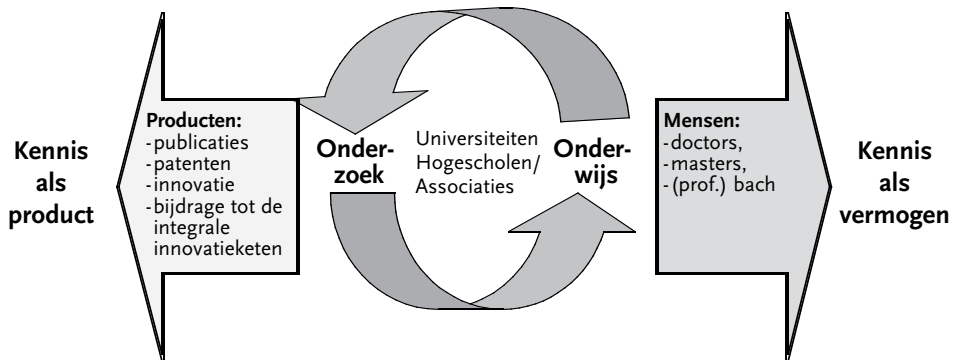 Kennis
als
product
Producten:
-publicaties
-patenten
-innovatie
-bijdrage tot de
integrale
innovatieketen
Onder-
zoek
Universiteiten
Hogescholen/
Associaties
Onder-
wijs
Mensen:
-doctors,
-masters,
-(prof.) bach
Kennis
als
vermogen